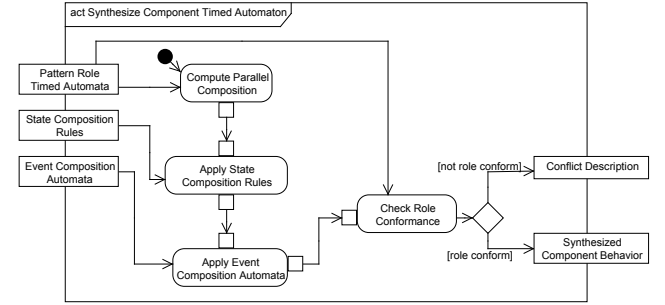 act Synthesize Component Timed Automaton
Pattern Role
Timed Automata
Compute Parallel
Composition
State Composition
Rules
Event Composition
Automata
Apply State
Composition Rules
[not role conform]
Conflict Description
Check Role
Conformance
Apply Event
Composition Automata
[role conform]
Synthesized
Component Behavior